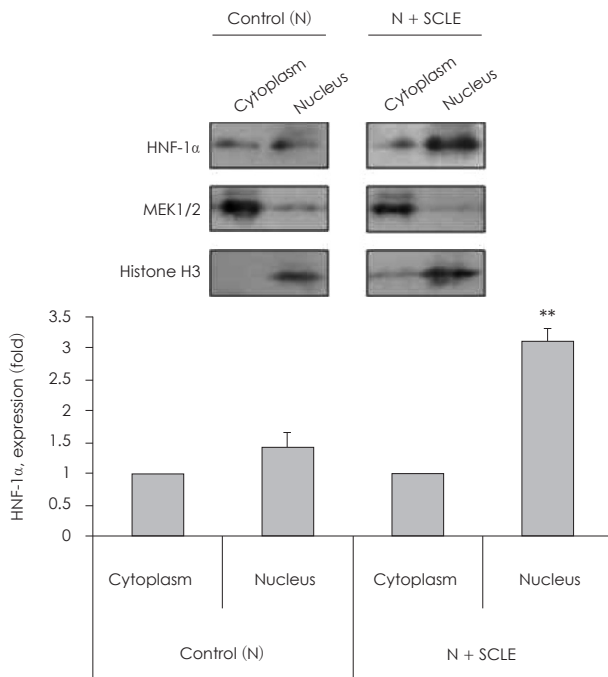 Control (N)
N + SCLE
Cytoplasm
Nucleus
Cytoplasm
Nucleus
HNF-1α
MEK1/2
Histone H3
HNF-1α, expression (fold)
3.5
3
2.5
2
1.5
1
0.5
0
**
Cytoplasm
Nucleus
Cytoplasm
Nucleus
Control (N)
N + SCLE